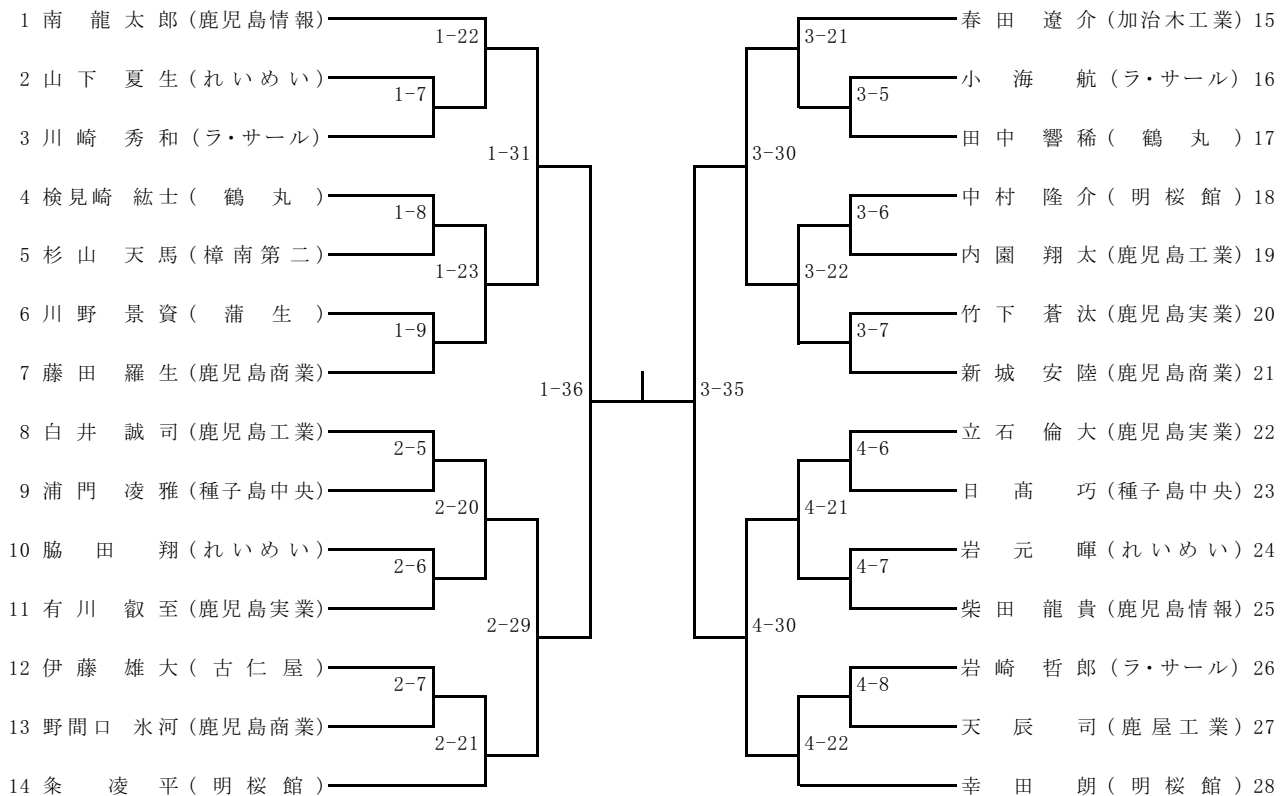 1 南 龍太郎 (鹿児島情報)
2 山下 夏生 (れいめい)
3 川崎 秀和 (ラ・サール)
4 検見崎 紘士 (鶴丸)
5 杉山 天馬 (樟南第二)
6 川野 景資 (蒲生)
7 藤田 羅生 (鹿児島商業)
8 白井 誠司 (鹿児島工業)
9 浦門 凌雅 (種子島中央)
10 脇田 翔 (れいめい)
11 有川 叡至 (鹿児島実業)
12 伊藤 雄大 (古仁屋)
13 野間口 氷河 (鹿児島商業)
14 粂 凌平 (明桜館)
1-22
1-7
1-31
1-8
1-23
1-9
1-36
2-5
2-20
2-6
2-29
2-7
2-21
3-21
3-5
3-30
3-6
3-22
3-7
3-35
4-6
4-21
4-7
4-30
4-8
4-22
春田 遼介 (加治木工業) 15
小海 航 (ラ・サール) 16
田中 響稀 (鶴丸) 17
中村 隆介 (明桜館) 18
内園 翔太 (鹿児島工業) 19
竹下 蒼汰 (鹿児島実業) 20
新城 安陸 (鹿児島商業) 21
立石 倫大 (鹿児島実業) 22
日髙 巧 (種子島中央) 23
岩元 暉 (れいめい) 24
柴田 龍貴 (鹿児島情報) 25
岩崎 哲郎 (ラ・サール) 26
天辰 司 (鹿屋工業) 27
幸田 朗 (明桜館) 28